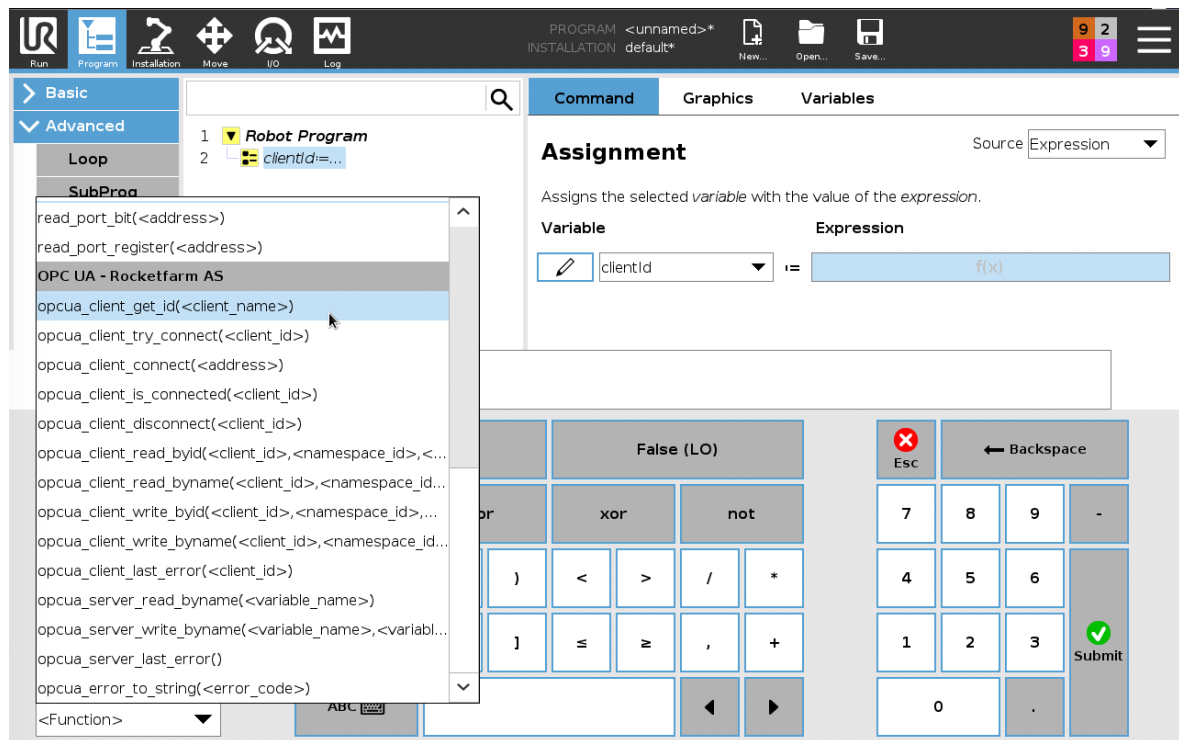 UR
PROGRAM <unnamed>*
INSTALLATION default*
9 2
3 9
Run Program Installation Move I/O Log New... Open... Save...
Basic
Advanced
Loop
SubProg
1 Robot Program
2 clientId:=...
Command Graphics Variables
Assignment
Source Expression
Assigns the selected variable with the value of the expression.
Variable Expression
clientId := f(x)
read_port_bit(<address>)
read_port_register(<address>)
OPC UA - Rocketfarm AS
opcua_client_get_id(<client_name>)
opcua_client_try_connect(<client_id>)
opcua_client_connect(<address>)
opcua_client_is_connected(<client_id>)
opcua_client_disconnect(<client_id>)
opcua_client_read_byid(<client_id>,<namespace_id>,<...
opcua_client_read_byname(<client_id>,<namespace_id...
opcua_client_write_byid(<client_id>,<namespace_id>,...
opcua_client_write_byname(<client_id>,<namespace_id...
opcua_client_last_error(<client_id>)
opcua_server_read_byname(<variable_name>)
opcua_server_write_byname(<variable_name>,<variabl...
opcua_server_last_error()
opcua_error_to_string(<error_code>)
<Function>
False (LO)
xor not
) < > / *
] ≤ ≥ , +
ABC
Esc Backspace
7 8 9 -
4 5 6
1 2 3 Submit
0 .